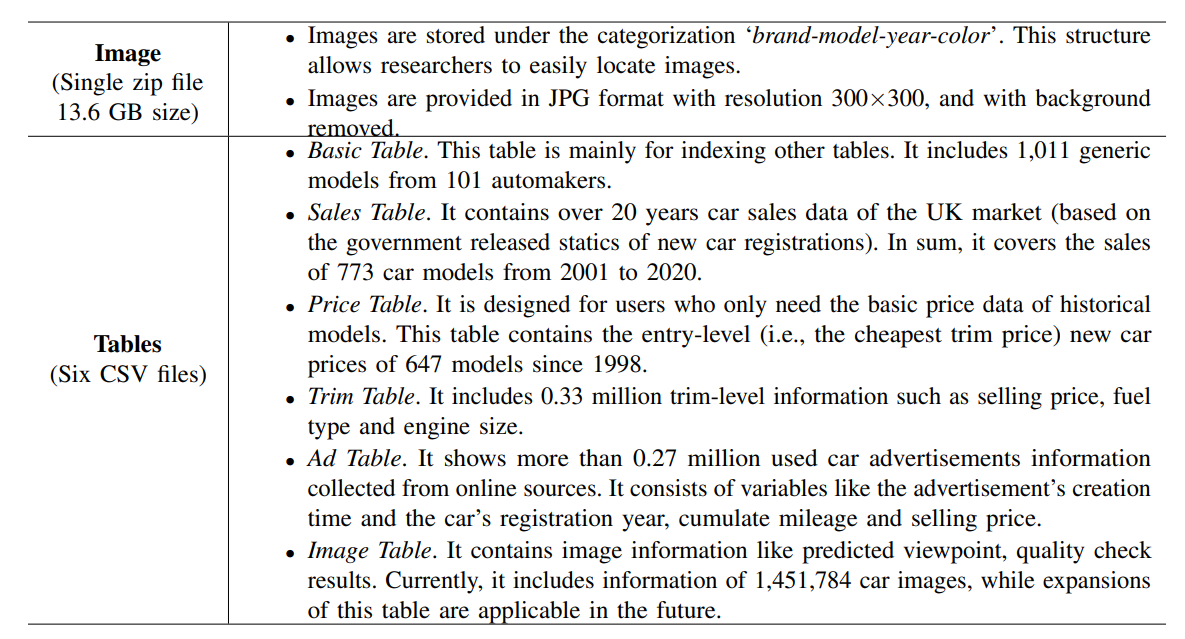 Image
(Single zip file
13.6 GB size)
• Images are stored under the categorization ‘brand-model-year-color’. This structure
allows researchers to easily locate images.
• Images are provided in JPG format with resolution 300×300, and with background
removed.
Tables
(Six CSV files)
• Basic Table. This table is mainly for indexing other tables. It includes 1,011 generic
models from 101 automakers.
• Sales Table. It contains over 20 years car sales data of the UK market (based on
the government released statics of new car registrations). In sum, it covers the sales
of 773 car models from 2001 to 2020.
• Price Table. It is designed for users who only need the basic price data of historical
models. This table contains the entry-level (i.e., the cheapest trim price) new car
prices of 647 models since 1998.
• Trim Table. It includes 0.33 million trim-level information such as selling price, fuel
type and engine size.
• Ad Table. It shows more than 0.27 million used car advertisements information
collected from online sources. It consists of variables like the advertisement’s creation
time and the car’s registration year, cumulate mileage and selling price.
• Image Table. It contains image information like predicted viewpoint, quality check
results. Currently, it includes information of 1,451,784 car images, while expansions
of this table are applicable in the future.